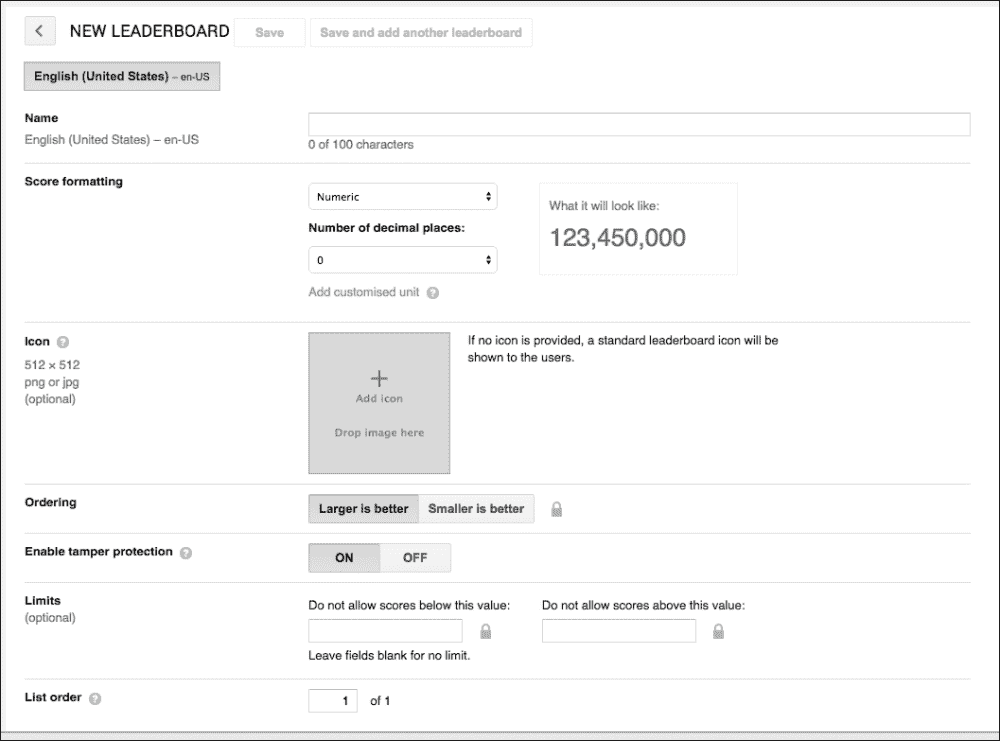 NEW LEADERBOARD Save Save and add another leaderboard
English (United States) – en-US
Name
English (United States) – en-US
0 of 100 characters
Score formatting
Numeric
Number of decimal places:
0
Add customised unit ?
What it will look like:
123,450,000
Icon ?
512 × 512
png or jpg
(optional)
+
Add icon
Drop image here
If no icon is provided, a standard leaderboard icon will be
shown to the users.
Ordering
Larger is better Smaller is better
Enable tamper protection ?
ON OFF
Limits
(optional)
Do not allow scores below this value: Do not allow scores above this value:
Leave fields blank for no limit.
List order ?
1 of 1